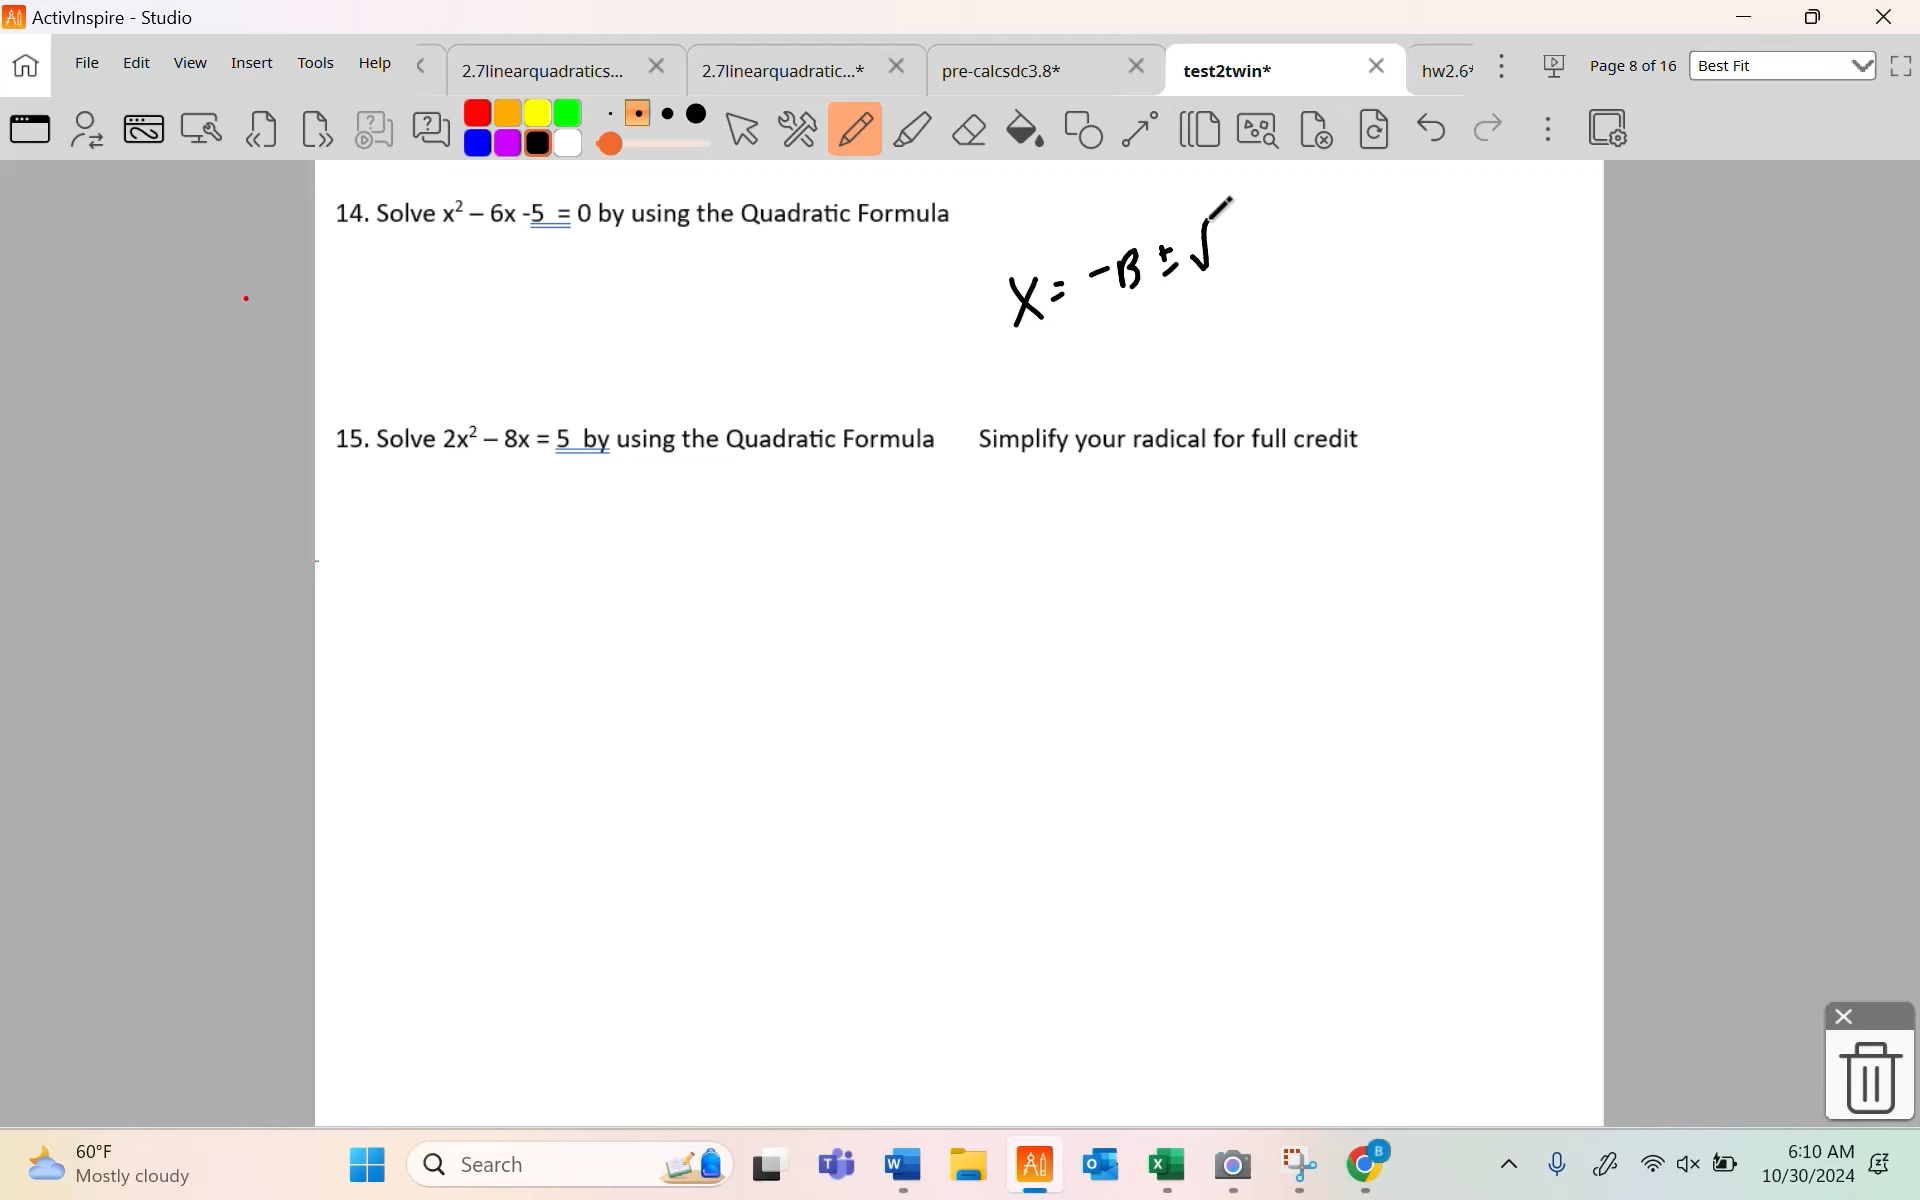 ActivInspire - Studio
File Edit View Insert Tools Help
2.7linearquadratics...
2.7linearquadratic...*
pre-calcsdc3.8*
test2twin*
hw2.6*
Page 8 of 16
Best Fit
14. Solve x² – 6x -5 = 0 by using the Quadratic Formula
X = -B ± √
15. Solve 2x² – 8x = 5 by using the Quadratic Formula Simplify your radical for full credit
60°F
Mostly cloudy
Search
6:10 AM
10/30/2024